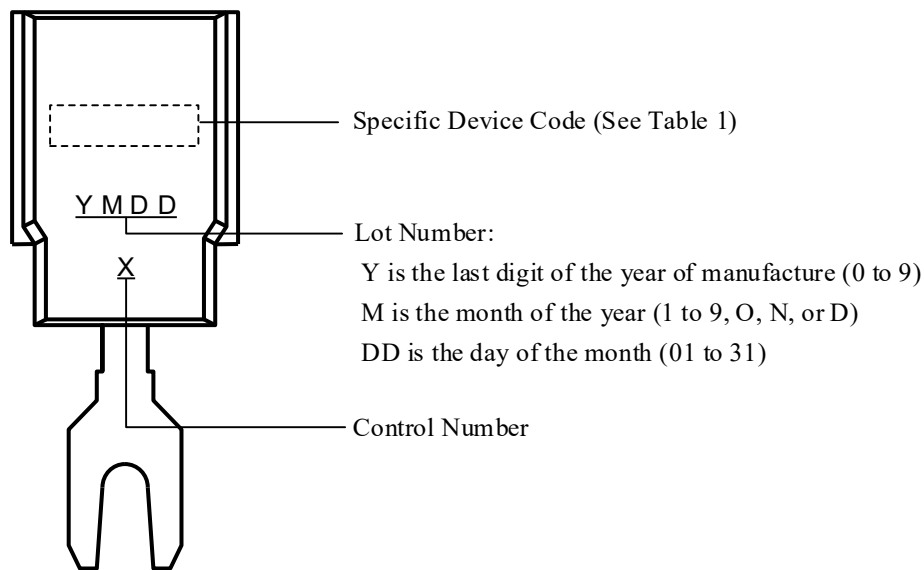 Specific Device Code (See Table 1)
Y M D D
Lot Number:
Y is the last digit of the year of manufacture (0 to 9)
X
M is the month of the year (1 to 9, O, N, or D)
DD is the day of the month (01 to 31)
Control Number